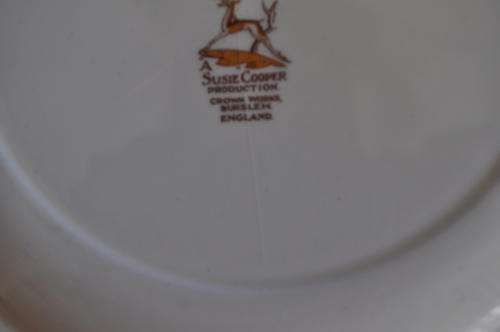 A
SUSIE COOPER
PRODUCTION.
CROWN WORKS,
BURSLEM,
ENGLAND.